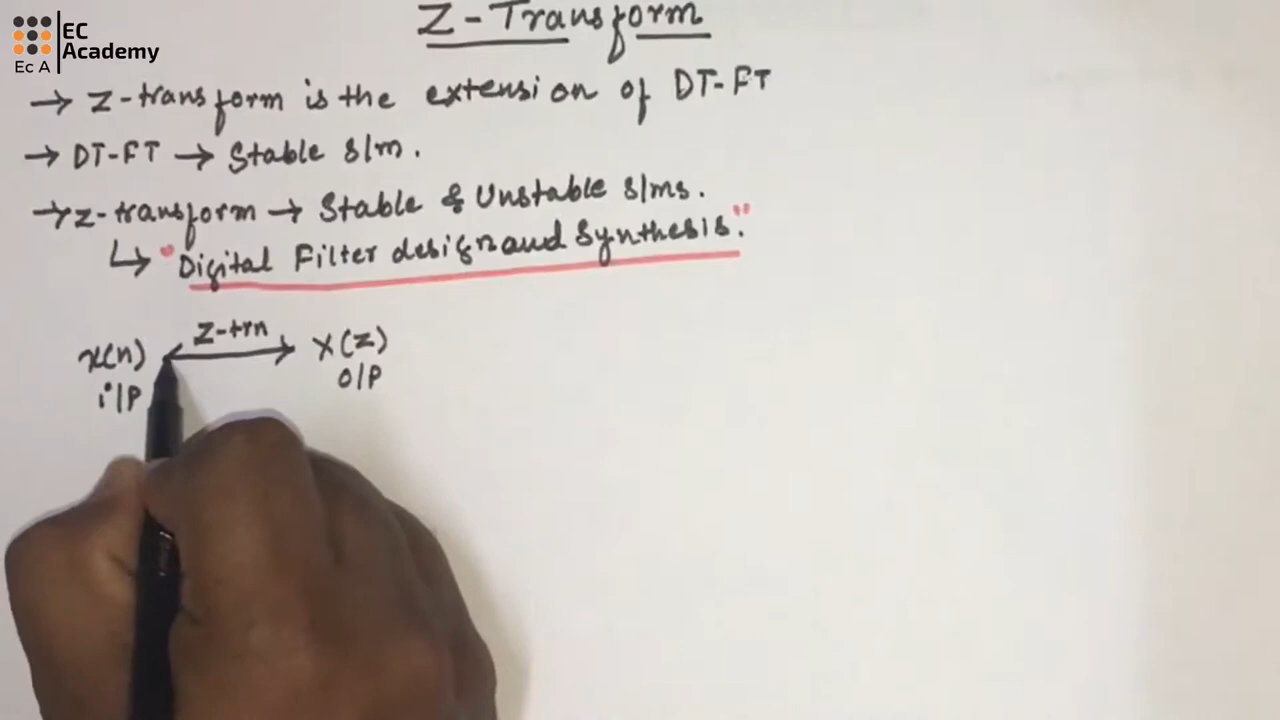 EC
Academy
Ec A
Z-Transform
→ Z-transform is the extension of DT-FT
→ DT-FT → Stable s/m.
→ z-transform → Stable & Unstable s/ms.
↳ "Digital Filter design and Synthesis."
x(n) ⟷ Z-trn X(z)
i/P O/P